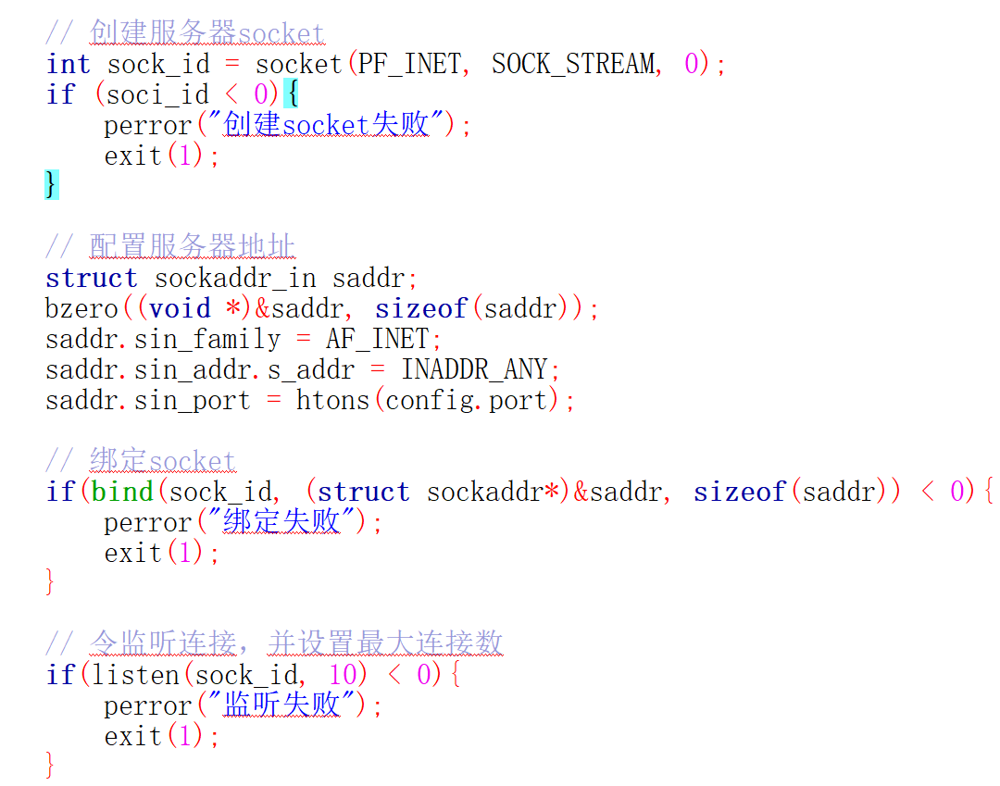 // 创建服务器socket
int sock_id = socket(PF_INET, SOCK_STREAM, 0);
if (soci_id < 0){
    perror("创建socket失败");
    exit(1);
}

// 配置服务器地址
struct sockaddr_in saddr;
bzero((void *)&saddr, sizeof(saddr));
saddr.sin_family = AF_INET;
saddr.sin_addr.s_addr = INADDR_ANY;
saddr.sin_port = htons(config.port);

// 绑定socket
if(bind(sock_id, (struct sockaddr*)&saddr, sizeof(saddr)) < 0){
    perror("绑定失败");
    exit(1);
}

// 令监听连接，并设置最大连接数
if(listen(sock_id, 10) < 0){
    perror("监听失败");
    exit(1);
}